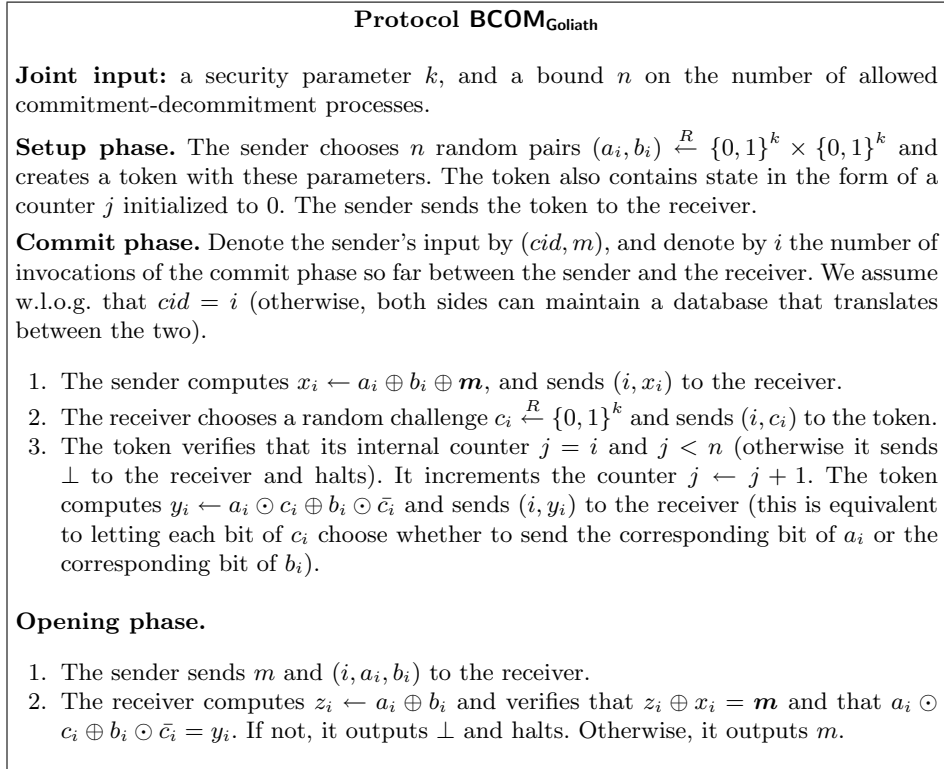 Protocol BCOM_Goliath
Joint input: a security parameter k, and a bound n on the number of allowed
commitment-decommitment processes.
Setup phase. The sender chooses n random pairs (a_i, b_i) ←^R {0, 1}^k × {0, 1}^k and
creates a token with these parameters. The token also contains state in the form of a
counter j initialized to 0. The sender sends the token to the receiver.
Commit phase. Denote the sender's input by (cid, m), and denote by i the number of
invocations of the commit phase so far between the sender and the receiver. We assume
w.l.o.g. that cid = i (otherwise, both sides can maintain a database that translates
between the two).
1. The sender computes x_i ← a_i ⊕ b_i ⊕ m, and sends (i, x_i) to the receiver.
2. The receiver chooses a random challenge c_i ←^R {0, 1}^k and sends (i, c_i) to the token.
3. The token verifies that its internal counter j = i and j < n (otherwise it sends
⊥ to the receiver and halts). It increments the counter j ← j + 1. The token
computes y_i ← a_i ⊙ c_i ⊕ b_i ⊙ c̄_i and sends (i, y_i) to the receiver (this is equivalent
to letting each bit of c_i choose whether to send the corresponding bit of a_i or the
corresponding bit of b_i).
Opening phase.
1. The sender sends m and (i, a_i, b_i) to the receiver.
2. The receiver computes z_i ← a_i ⊕ b_i and verifies that z_i ⊕ x_i = m and that a_i ⊙
c_i ⊕ b_i ⊙ c̄_i = y_i. If not, it outputs ⊥ and halts. Otherwise, it outputs m.